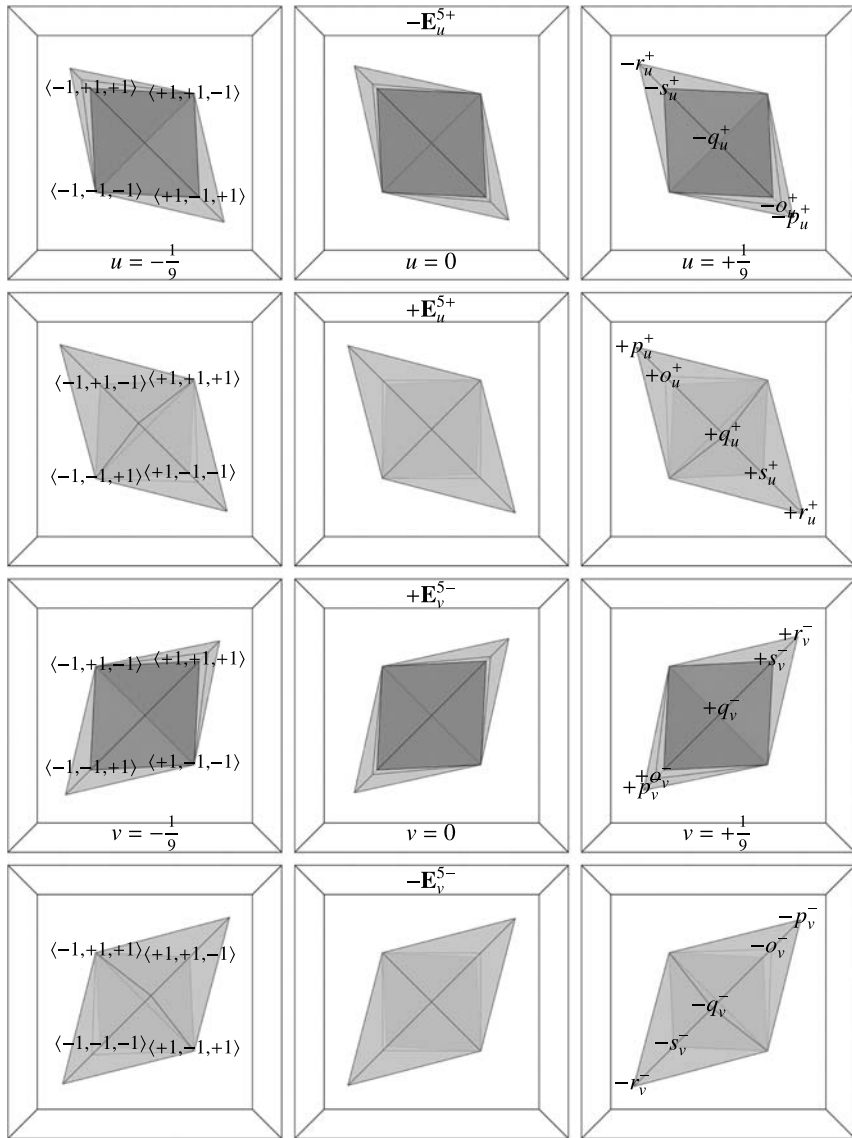 −E_u^{5+}
⟨−1,+1,+1⟩ ⟨+1,+1,−1⟩
⟨−1,−1,−1⟩ ⟨+1,−1,+1⟩
−r_u^+
−s_u^+
−q_u^+
−o_u^+
−p_u^+
u = −1/9 u = 0 u = +1/9
+E_u^{5+}
⟨−1,+1,−1⟩ ⟨+1,+1,+1⟩
⟨−1,−1,+1⟩ ⟨+1,−1,−1⟩
+p_u^+
+o_u^+
+q_u^+
+s_u^+
+r_u^+
+E_v^{5−}
⟨−1,+1,−1⟩ ⟨+1,+1,+1⟩
⟨−1,−1,+1⟩ ⟨+1,−1,−1⟩
+r_v^−
+s_v^−
+q_v^−
+o_v^−
+p_v^−
v = −1/9 v = 0 v = +1/9
−E_v^{5−}
⟨−1,+1,+1⟩ ⟨+1,+1,−1⟩
⟨−1,−1,−1⟩ ⟨+1,−1,+1⟩
−p_v^−
−o_v^−
−q_v^−
−s_v^−
−r_v^−